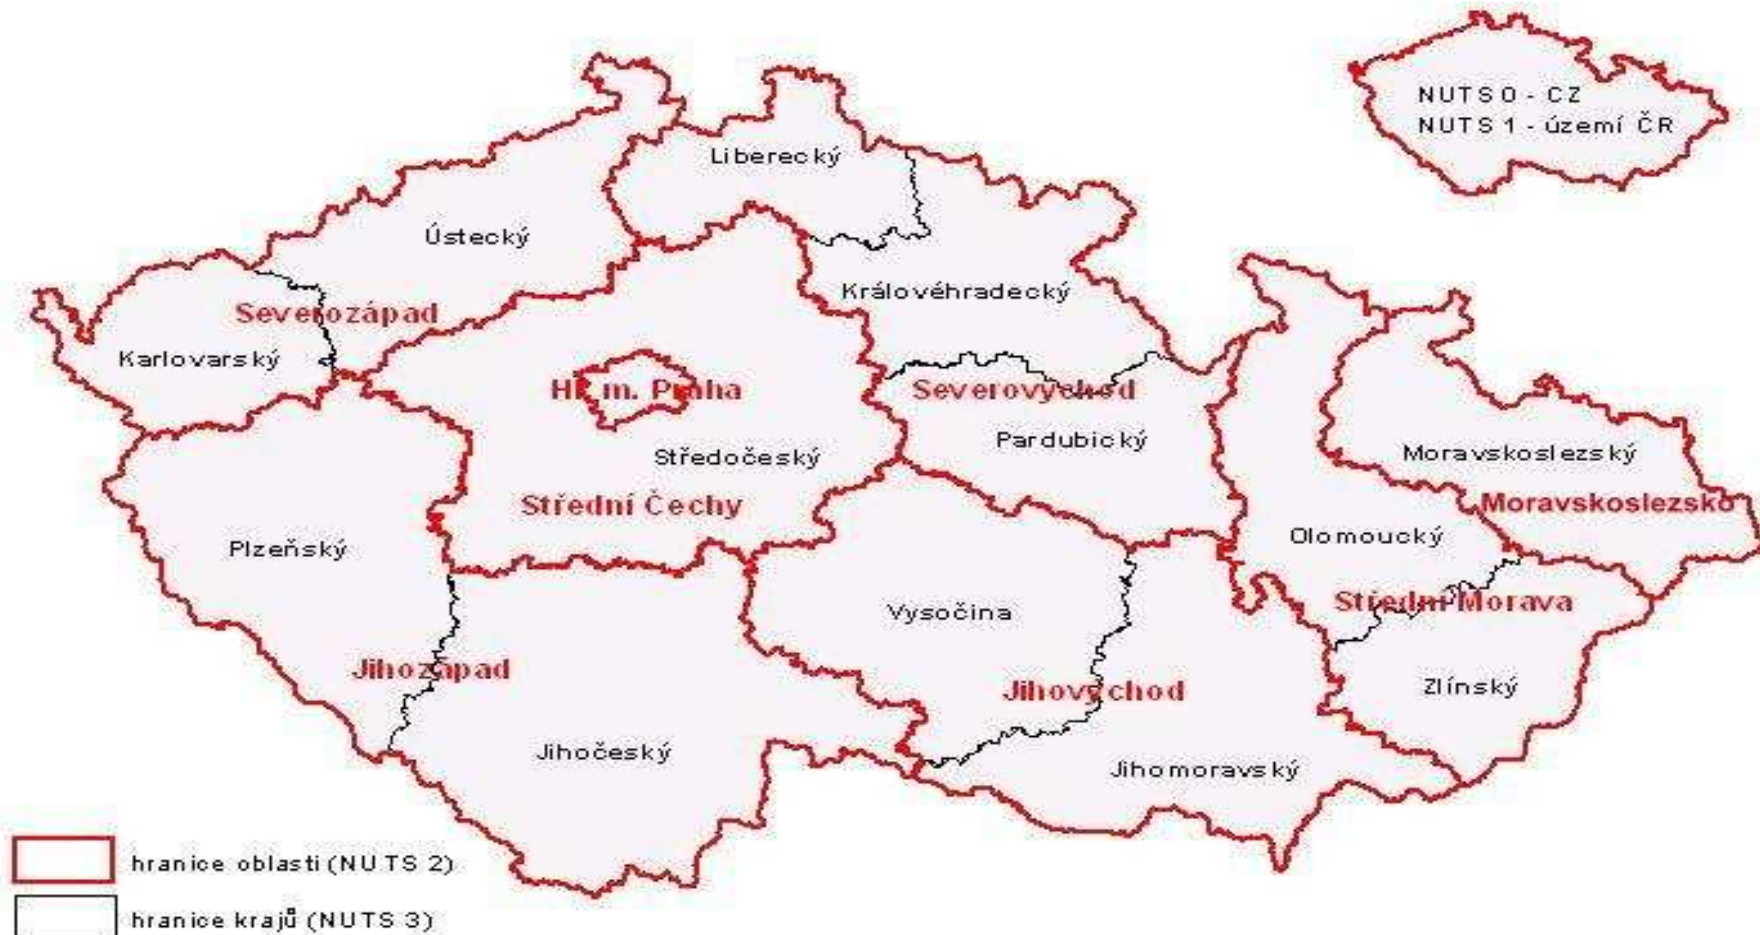 NUTS 0 - CZ
NUTS 1 - území ČR
Liberecký
Ústecký
Královéhradecký
Severozápad
Karlovarský
Hl. m. Praha
Severovýchod
Pardubický
Středočeský
Moravskoslezský
Střední Čechy
Moravskoslezsko
Olomoucký
Plzeňský
Střední Morava
Vysočina
Jihozápad
Jihovýchod
Zlínský
Jihočeský
Jihomoravský
hranice oblasti (NUTS 2)
hranice krajů (NUTS 3)